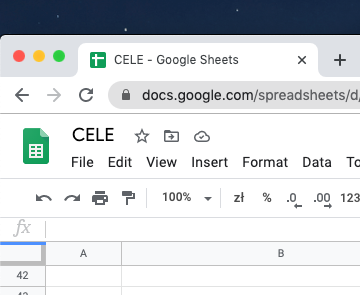 CELE - Google Sheets
docs.google.com/spreadsheets/d/
CELE
File Edit View Insert Format Data To
100% zł % .0 .00 123
fx
A B
42
43